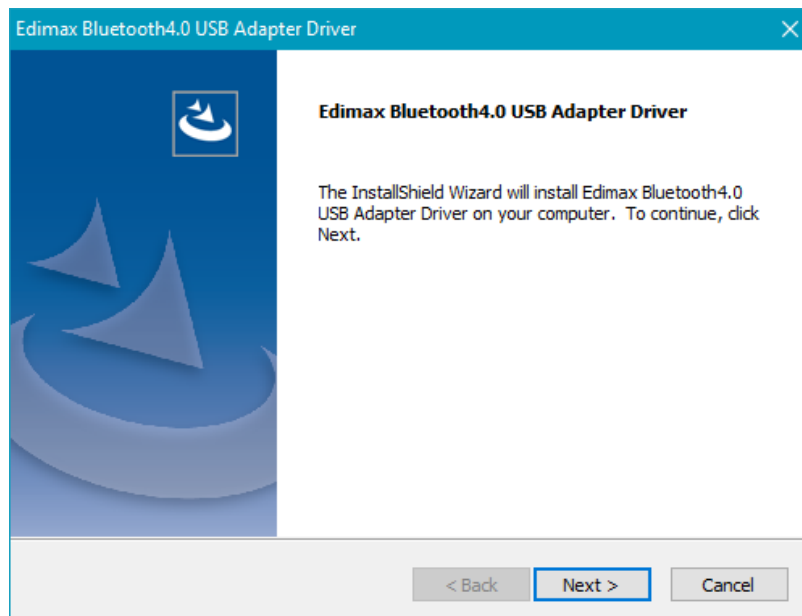 Edimax Bluetooth4.0 USB Adapter Driver
Edimax Bluetooth4.0 USB Adapter Driver
The InstallShield Wizard will install Edimax Bluetooth4.0
USB Adapter Driver on your computer.  To continue, click
Next.
< Back
Next >
Cancel